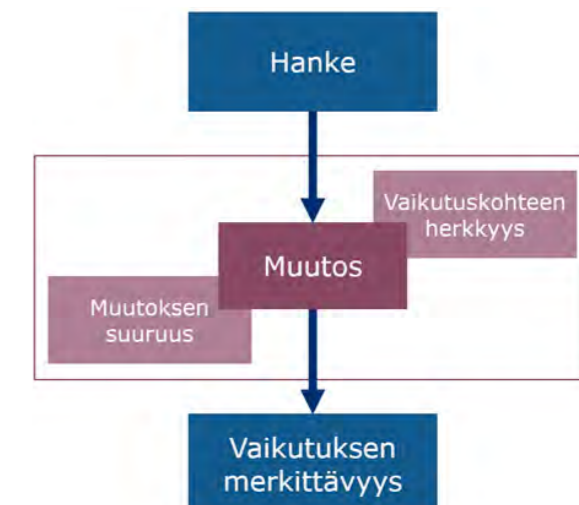 Hanke
Vaikutuskohteen
herkkyys
Muutos
Muutoksen
suuruus
Vaikutuksen
merkittävyys